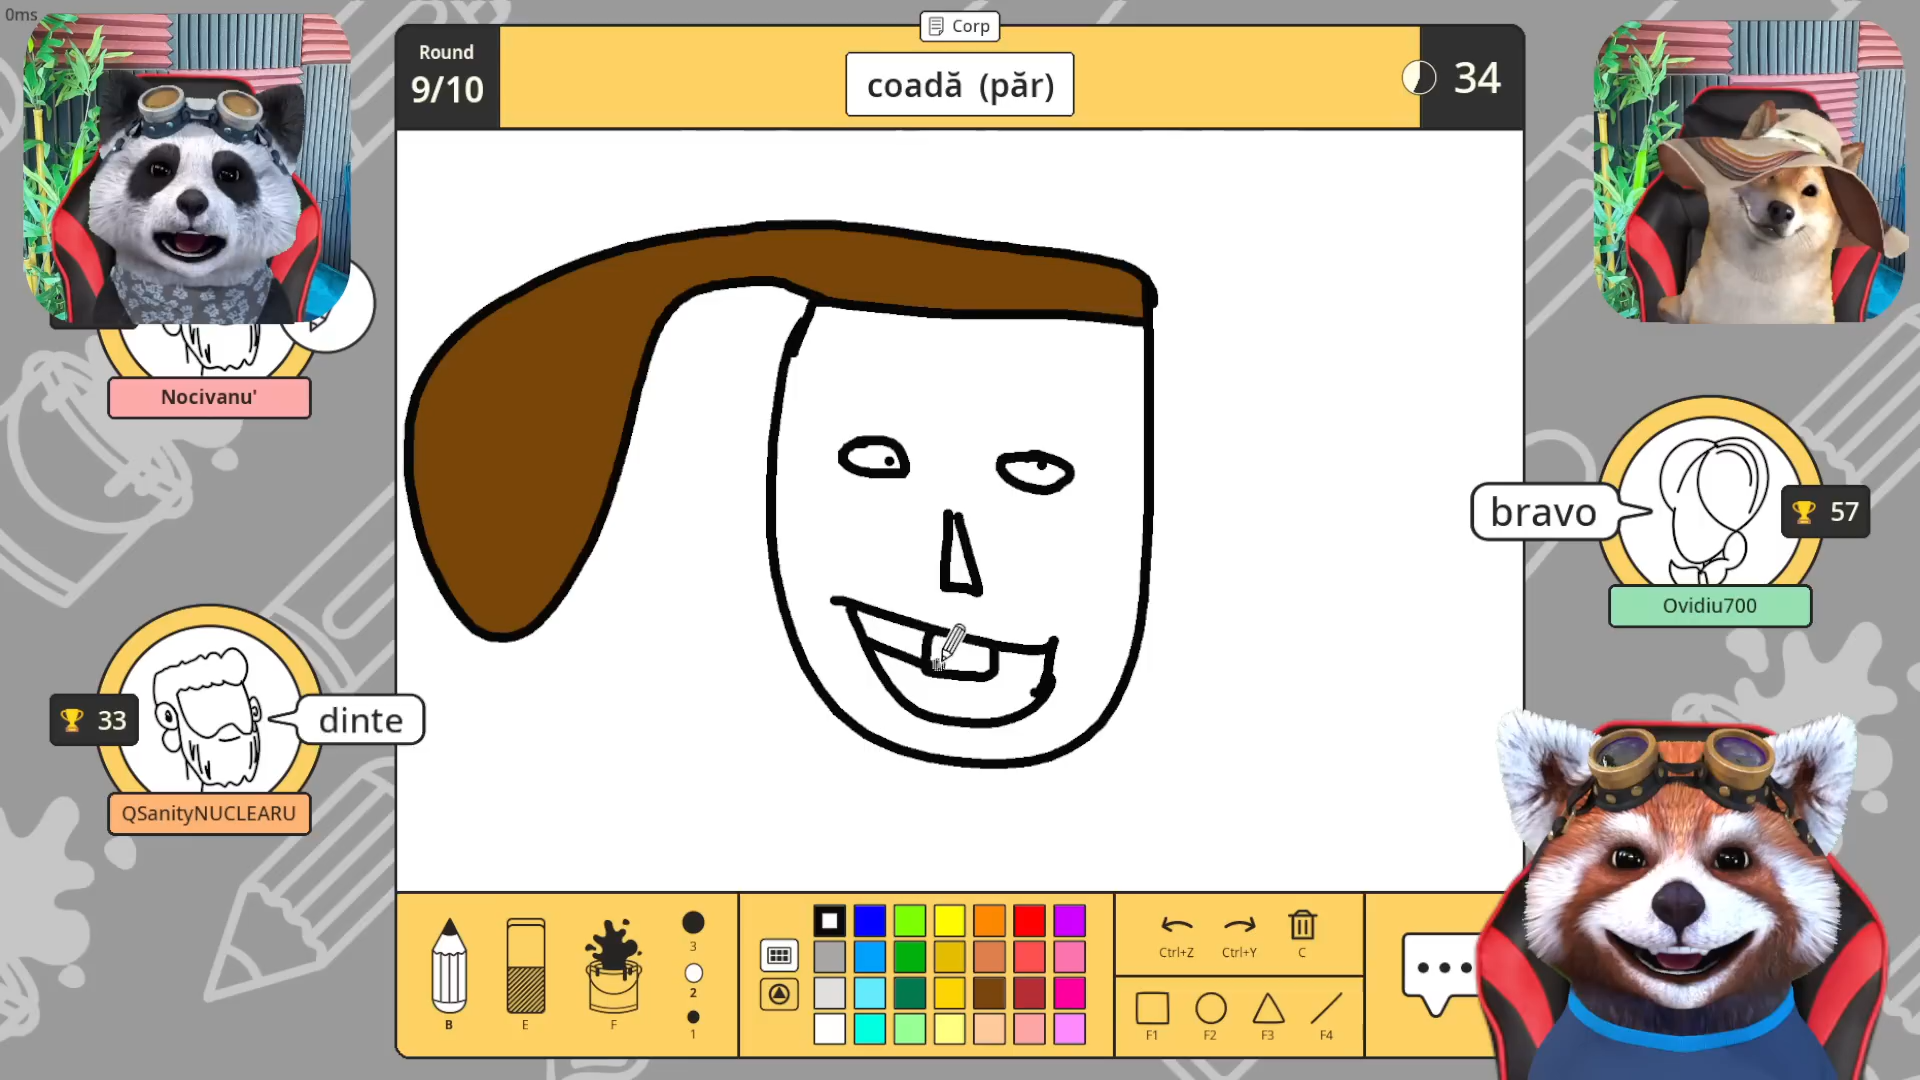 0ms
Corp
Round
9/10
coadă (păr)
34
Nocivanu'
bravo
57
Ovidiu700
33
dinte
QSanityNUCLEARU
3
2
1
B
E
F
Ctrl+Z
Ctrl+Y
C
F1
F2
F3
F4